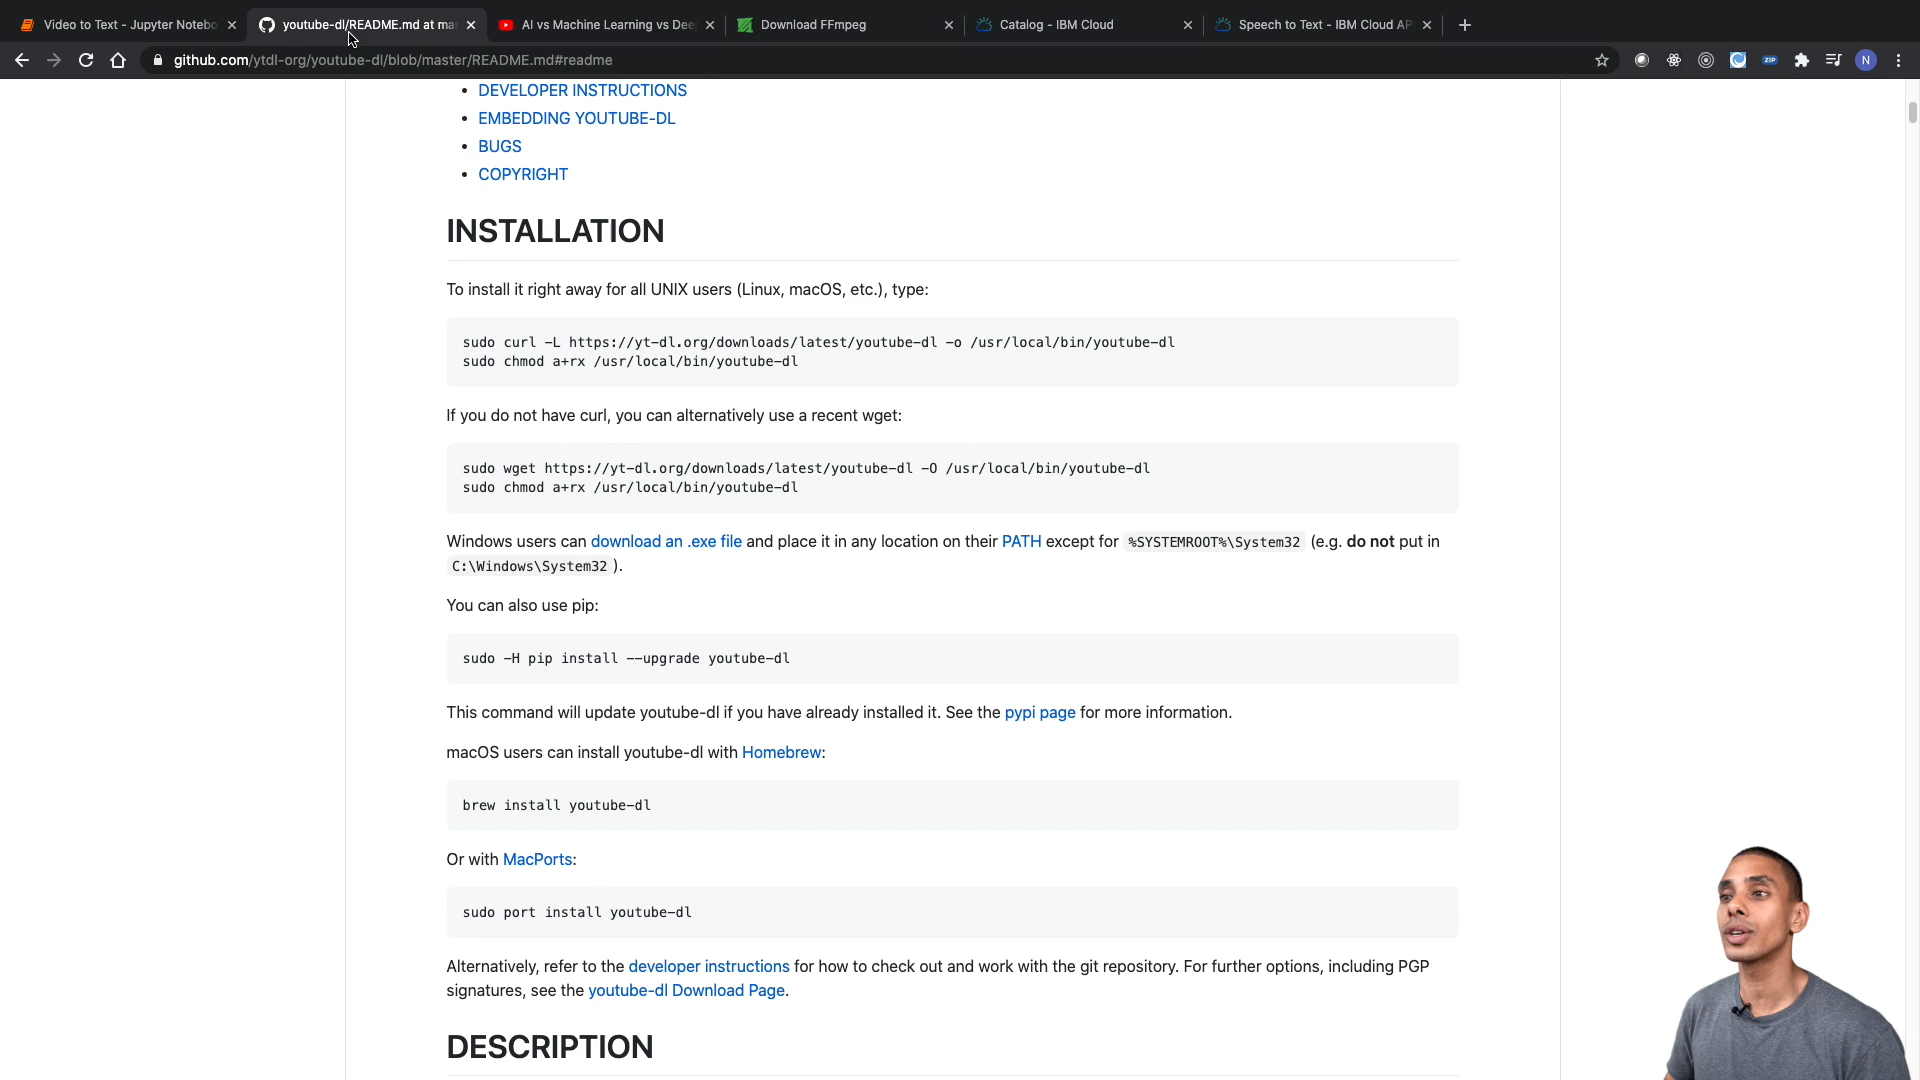 Video to Text - Jupyter Notebo
youtube-dl/README.md at mas
AI vs Machine Learning vs Dee
Download FFmpeg
Catalog - IBM Cloud
Speech to Text - IBM Cloud AP
github.com/ytdl-org/youtube-dl/blob/master/README.md#readme
ZIP
N
DEVELOPER INSTRUCTIONS
EMBEDDING YOUTUBE-DL
BUGS
COPYRIGHT
INSTALLATION
To install it right away for all UNIX users (Linux, macOS, etc.), type:
sudo curl -L https://yt-dl.org/downloads/latest/youtube-dl -o /usr/local/bin/youtube-dl
sudo chmod a+rx /usr/local/bin/youtube-dl
If you do not have curl, you can alternatively use a recent wget:
sudo wget https://yt-dl.org/downloads/latest/youtube-dl -O /usr/local/bin/youtube-dl
sudo chmod a+rx /usr/local/bin/youtube-dl
Windows users can download an .exe file and place it in any location on their PATH except for %SYSTEMROOT%\System32 (e.g. do not put in
C:\Windows\System32 ).
You can also use pip:
sudo -H pip install --upgrade youtube-dl
This command will update youtube-dl if you have already installed it. See the pypi page for more information.
macOS users can install youtube-dl with Homebrew:
brew install youtube-dl
Or with MacPorts:
sudo port install youtube-dl
Alternatively, refer to the developer instructions for how to check out and work with the git repository. For further options, including PGP
signatures, see the youtube-dl Download Page.
DESCRIPTION